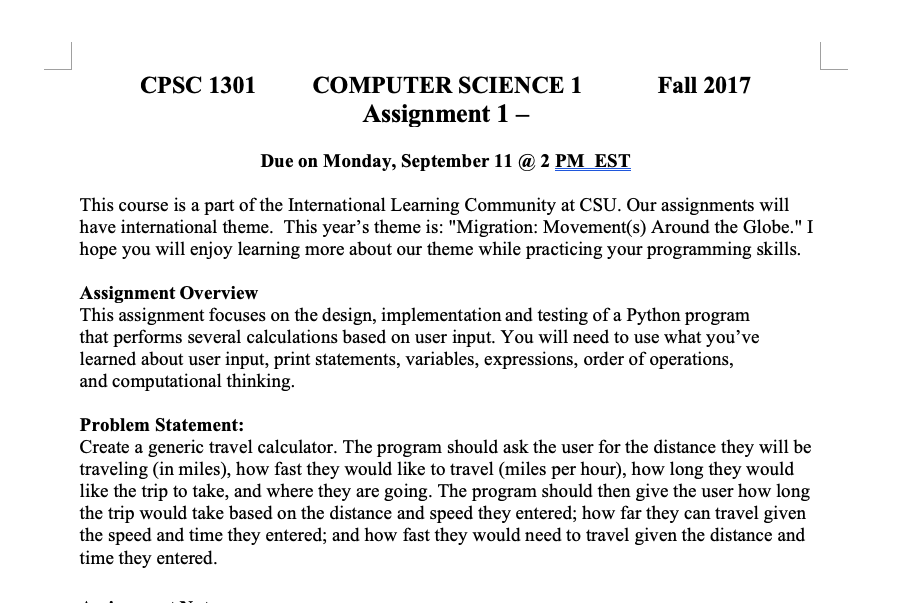 CPSC 1301 COMPUTER SCIENCE 1 Fall 2017
Assignment 1 –
Due on Monday, September 11 @ 2 PM EST
This course is a part of the International Learning Community at CSU. Our assignments will
have international theme.  This year’s theme is: "Migration: Movement(s) Around the Globe." I
hope you will enjoy learning more about our theme while practicing your programming skills.
Assignment Overview
This assignment focuses on the design, implementation and testing of a Python program
that performs several calculations based on user input. You will need to use what you’ve
learned about user input, print statements, variables, expressions, order of operations,
and computational thinking.
Problem Statement:
Create a generic travel calculator. The program should ask the user for the distance they will be
traveling (in miles), how fast they would like to travel (miles per hour), how long they would
like the trip to take, and where they are going. The program should then give the user how long
the trip would take based on the distance and speed they entered; how far they can travel given
the speed and time they entered; and how fast they would need to travel given the distance and
time they entered.